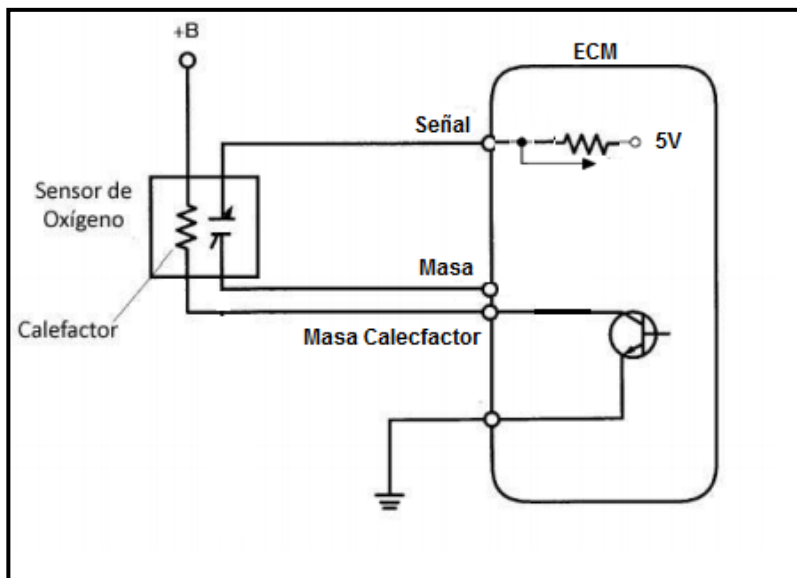 +B
ECM
Señal
5V
Sensor de
Oxígeno
Masa
Calefactor
Masa Calecfactor